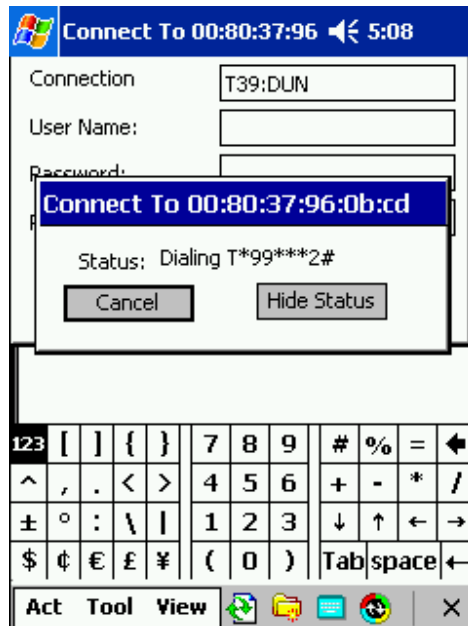 Connect To 00:80:37:96 5:08
Connection T39:DUN
User Name:
Password:
Connect To 00:80:37:96:0b:cd
Status: Dialing T*99***2#
Cancel Hide Status
123 [ ] { } 7 8 9 # % = 🡄
^ , . < > 4 5 6 + - * /
± ° : \ | 1 2 3 ↓ ↑ ← →
$ ¢ € £ ¥ ( 0 ) Tab space ←
Act Tool View